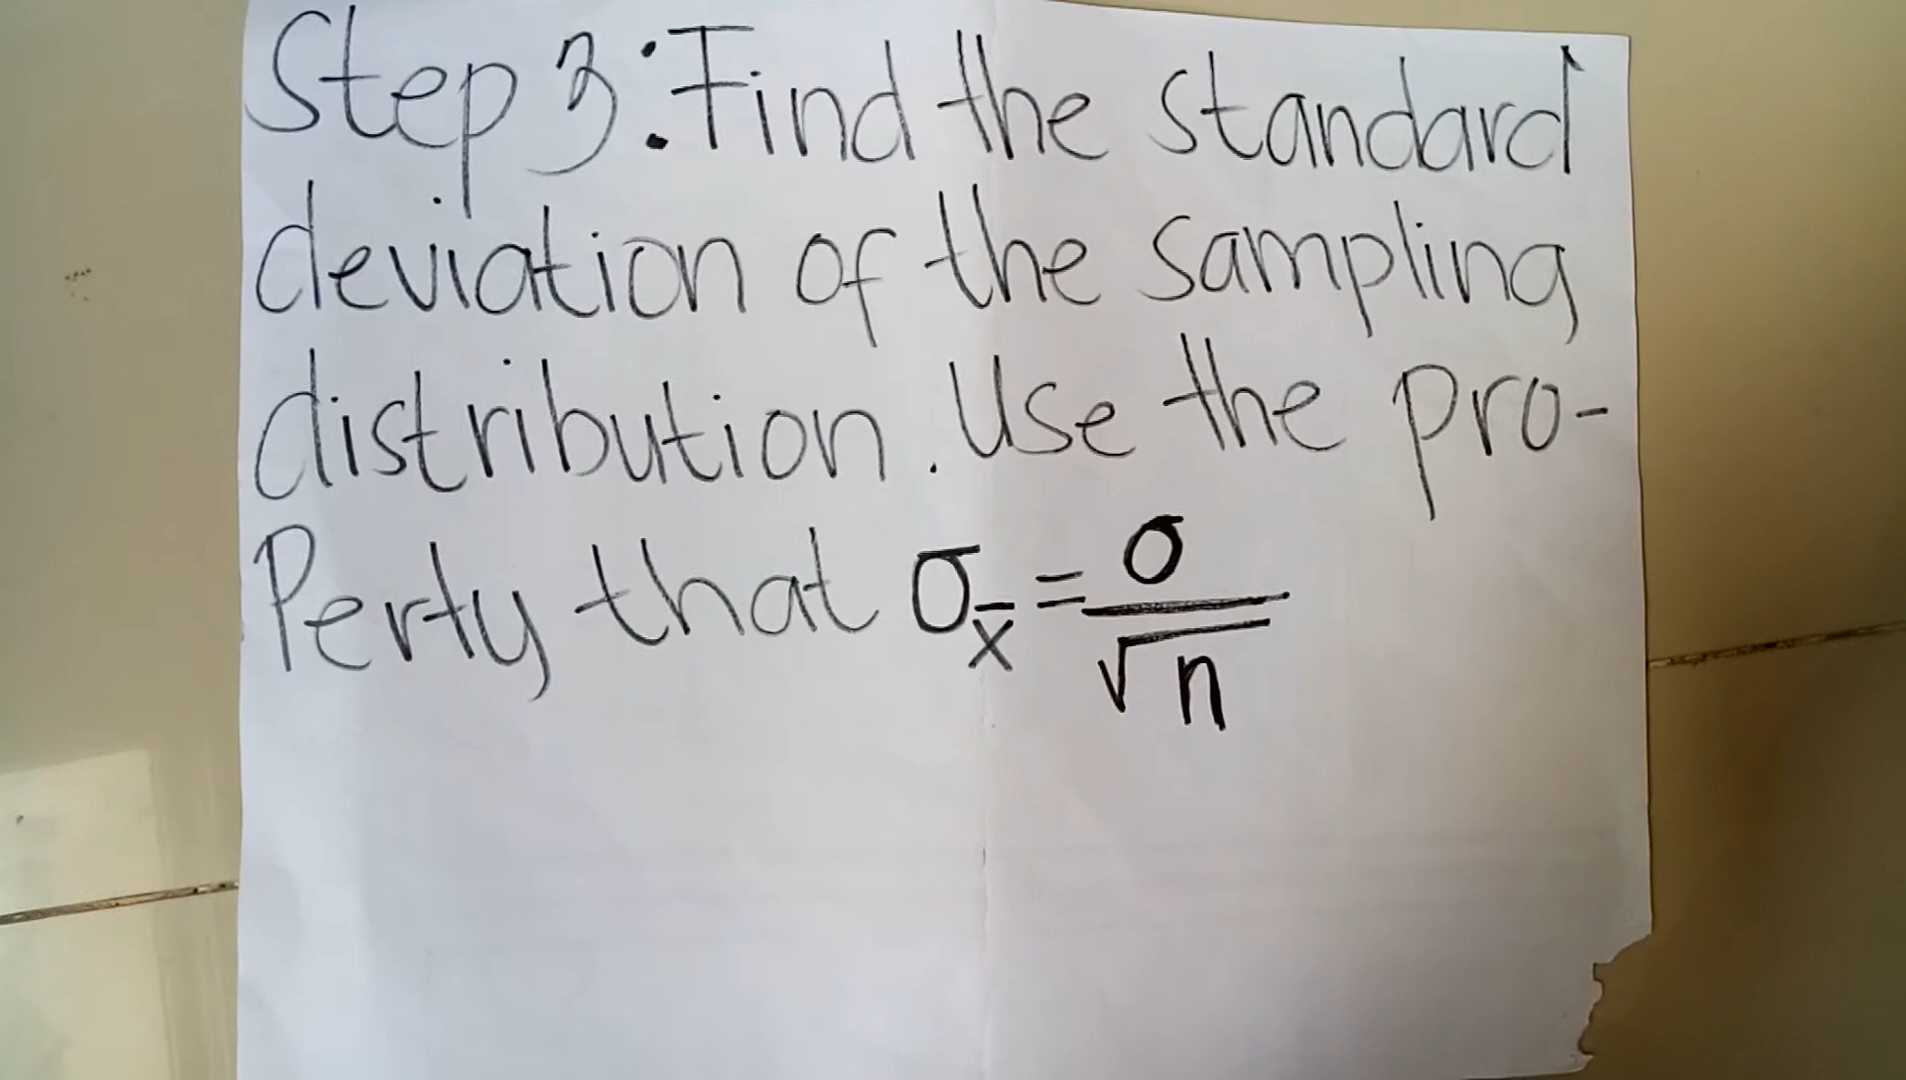 Step 3: Find the standard
deviation of the sampling
distribution. Use the pro-
Perty that σx̄ = σ/√n